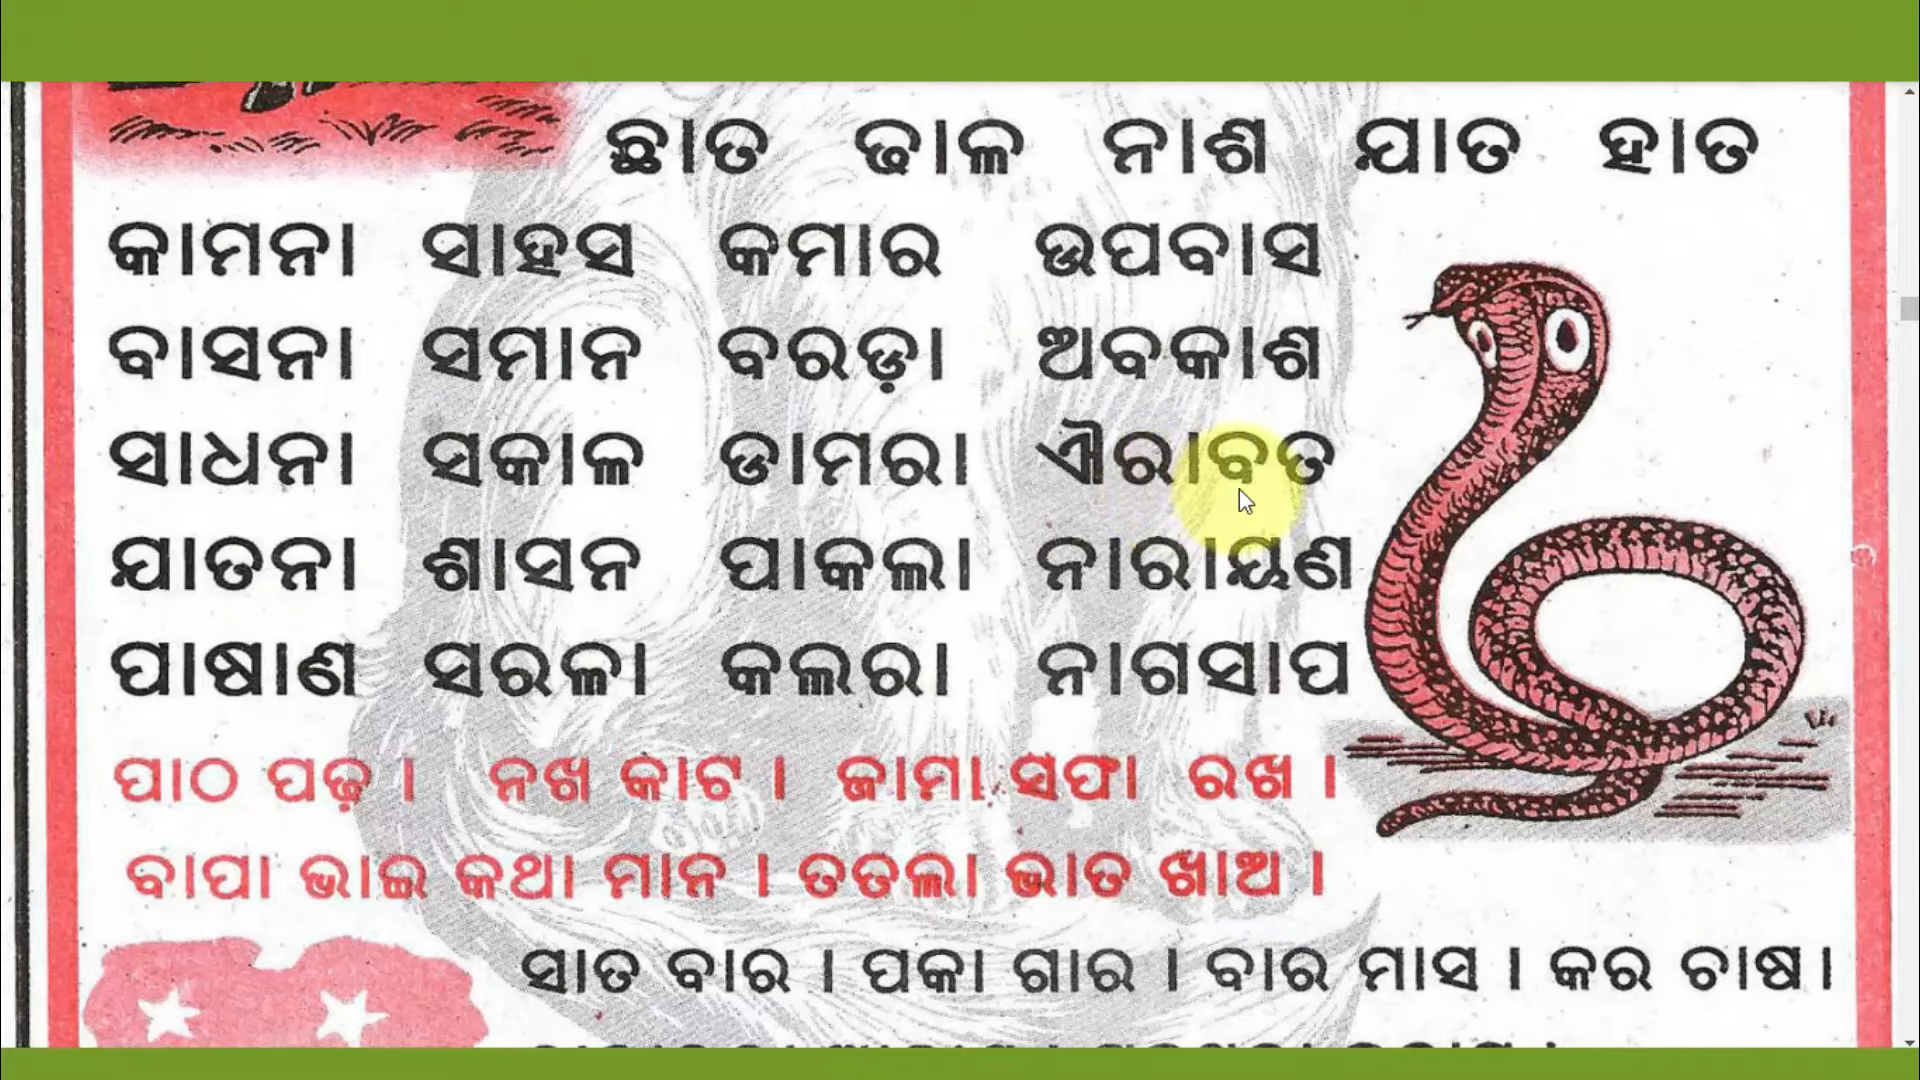 ଛାତ ଢାଳ ନାଶ ଯାତ ହାତ
କାମନା ସାହସ କମାର ଉପବାସ
ବାସନା ସମାନ ବରଡ଼ା ଅବକାଶ
ସାଧନା ସକାଳ ଡାମରା ଐରାବତ
ଯାତନା ଶାସନ ପାକଲା ନାରାୟଣ
ପାଷାଣ ସରଳା କଲରା ନାଗସାପ
ପାଠ ପଢ଼ । ନଖ କାଟ । ଜାମା ସଫା ରଖ ।
ବାପା ଭାଇ କଥା ମାନ । ତତଲା ଭାତ ଖାଅ ।
ସାତ ବାର । ପକା ଗାର । ବାର ମାସ । କର ଚାଷ ।